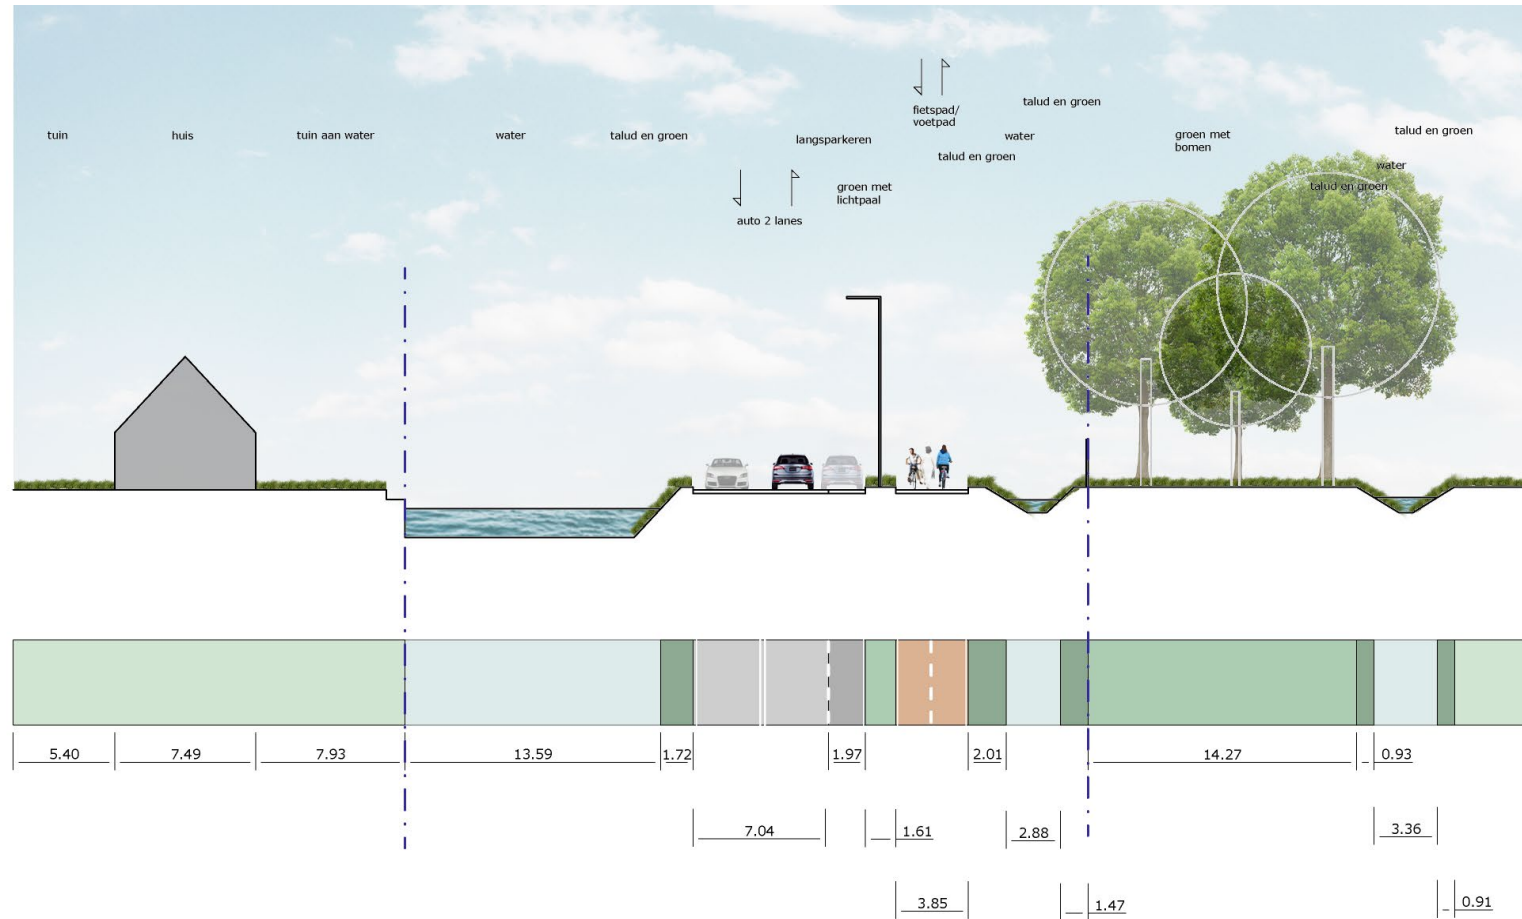 talud en groen
fietspad/
voetpad
tuin
huis
tuin aan water
water
talud en groen
langsparkeren
water
groen met
bomen
talud en groen
talud en groen
water
groen met
lichtpaal
talud en groen
auto 2 lanes
5.40
7.49
7.93
13.59
1.72
1.97
2.01
14.27
0.93
7.04
1.61
2.88
3.36
3.85
1.47
0.91